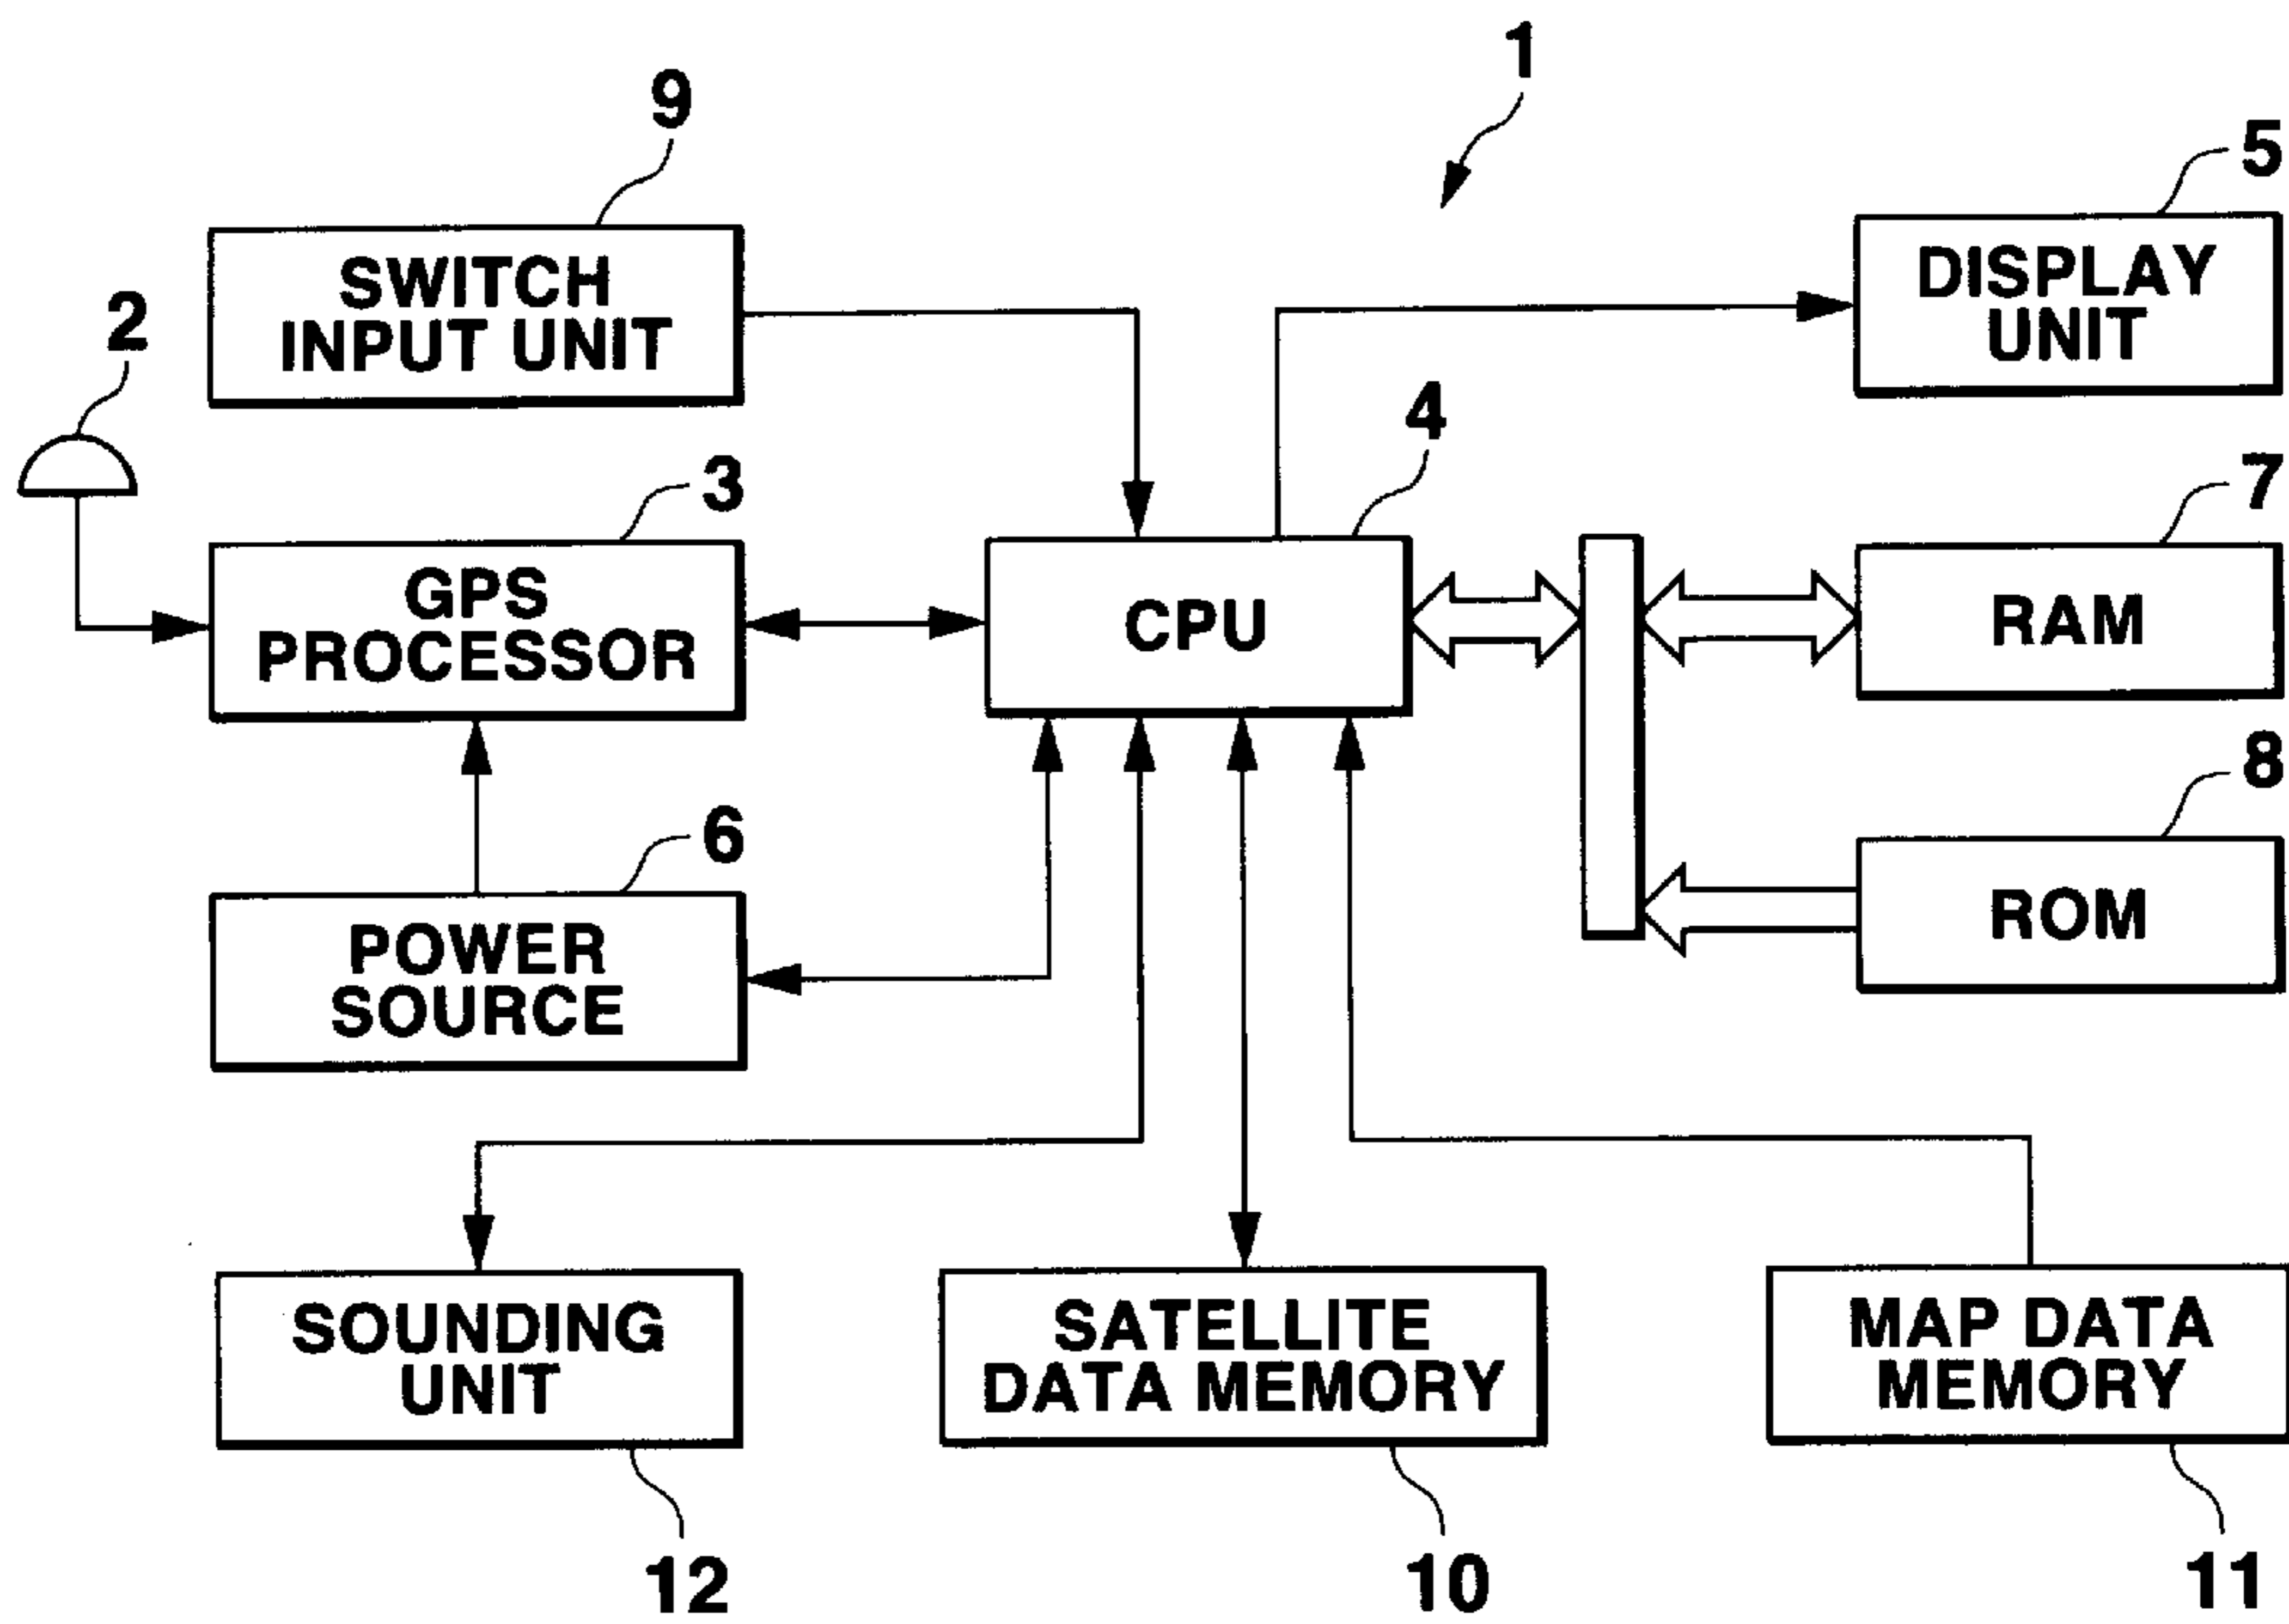 1
9
5
SWITCH
INPUT UNIT
DISPLAY
UNIT
2
4
3
7
GPS
PROCESSOR
CPU
RAM
6
8
POWER
SOURCE
ROM
SOUNDING
UNIT
SATELLITE
DATA MEMORY
MAP DATA
MEMORY
12
10
11